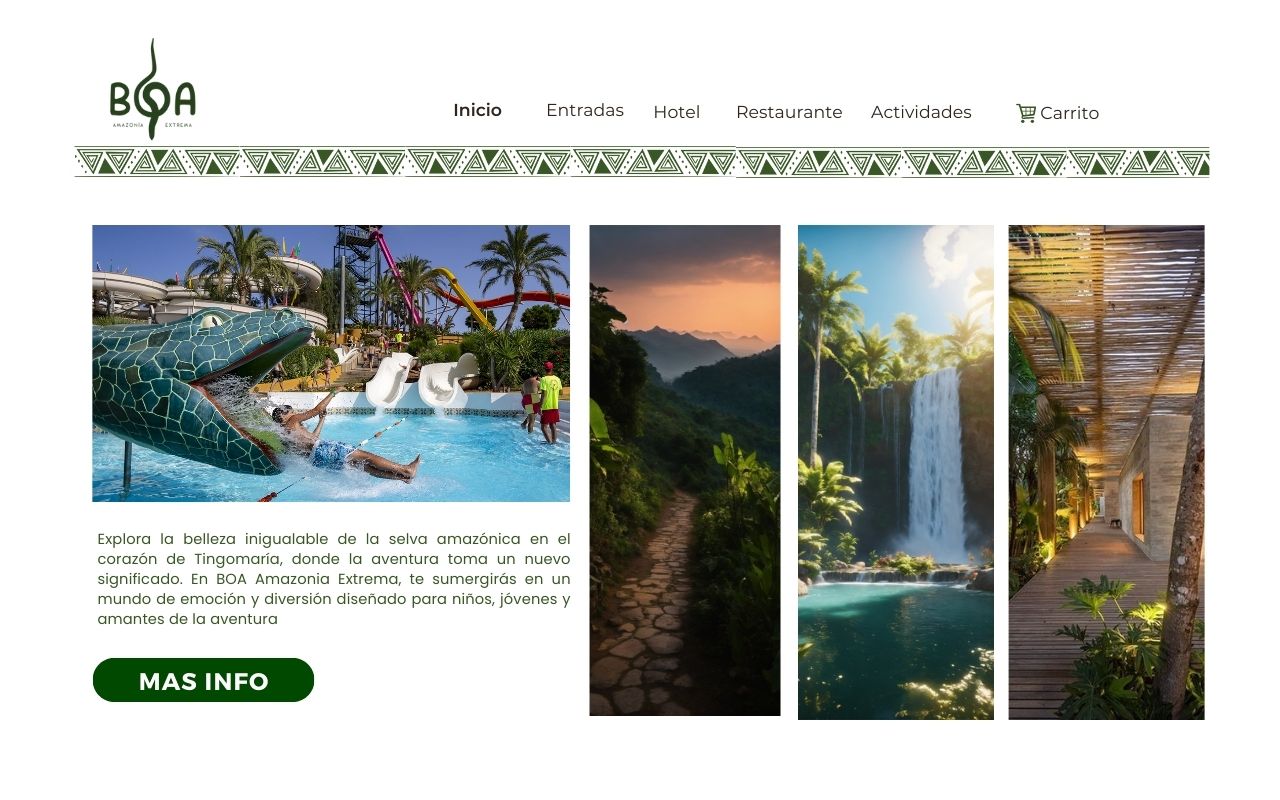 BOA
AMAZONÍA EXTREMA
Inicio
Entradas
Hotel
Restaurante
Actividades
Carrito
Explora la belleza inigualable de la selva amazónica en el
corazón de Tingomaría, donde la aventura toma un nuevo
significado. En BOA Amazonia Extrema, te sumergirás en un
mundo de emoción y diversión diseñado para niños, jóvenes y
amantes de la aventura
MAS INFO